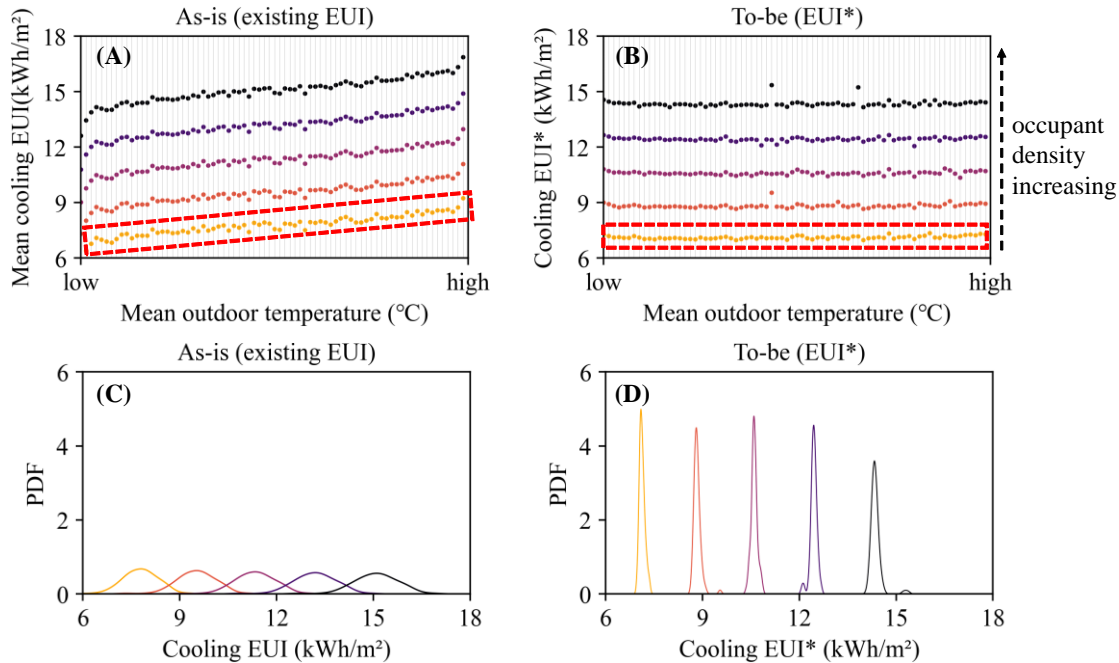 As-is (existing EUI)
(A)
Mean cooling EUI(kWh/m²)
18
15
12
9
6
low
high
Mean outdoor temperature (℃)
To-be (EUI*)
(B)
Cooling EUI* (kWh/m²)
18
15
12
9
6
low
high
Mean outdoor temperature (℃)
occupant
density
increasing
As-is (existing EUI)
(C)
PDF
6
4
2
0
6
9
12
15
18
Cooling EUI (kWh/m²)
To-be (EUI*)
(D)
PDF
6
4
2
0
6
9
12
15
18
Cooling EUI* (kWh/m²)